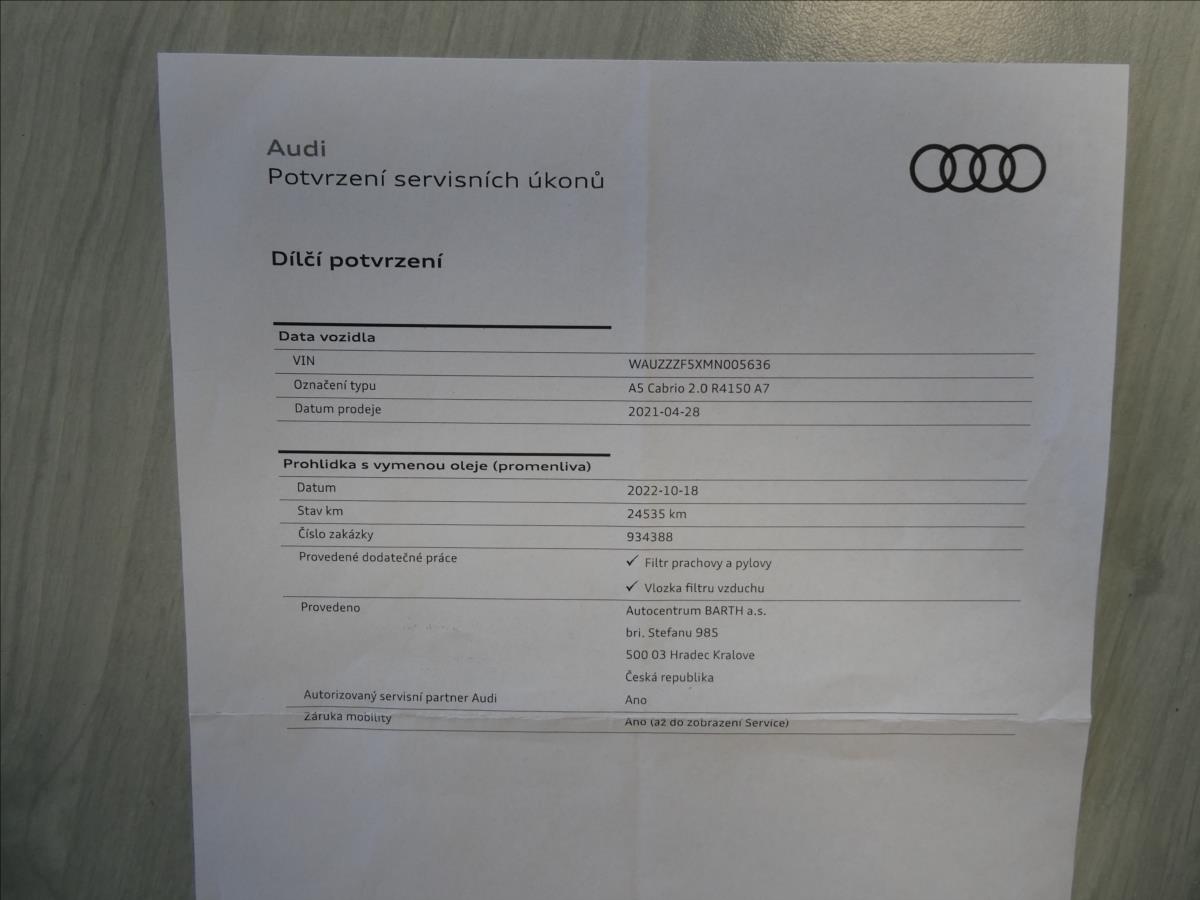 Audi
Potvrzení servisních úkonů
Dílčí potvrzení
Data vozidla
VIN WAUZZZF5XMN005636
Označení typu A5 Cabrio 2.0 R4150 A7
Datum prodeje 2021-04-28
Prohlidka s vymenou oleje (promenliva)
Datum 2022-10-18
Stav km 24535 km
Číslo zakázky 934388
Provedené dodatečné práce ✓ Filtr prachovy a pylovy
✓ Vlozka filtru vzduchu
Provedeno Autocentrum BARTH a.s.
bri. Stefanu 985
500 03 Hradec Kralove
Česká republika
Autorizovaný servisní partner Audi Ano
Záruka mobility Ano (až do zobrazení Service)